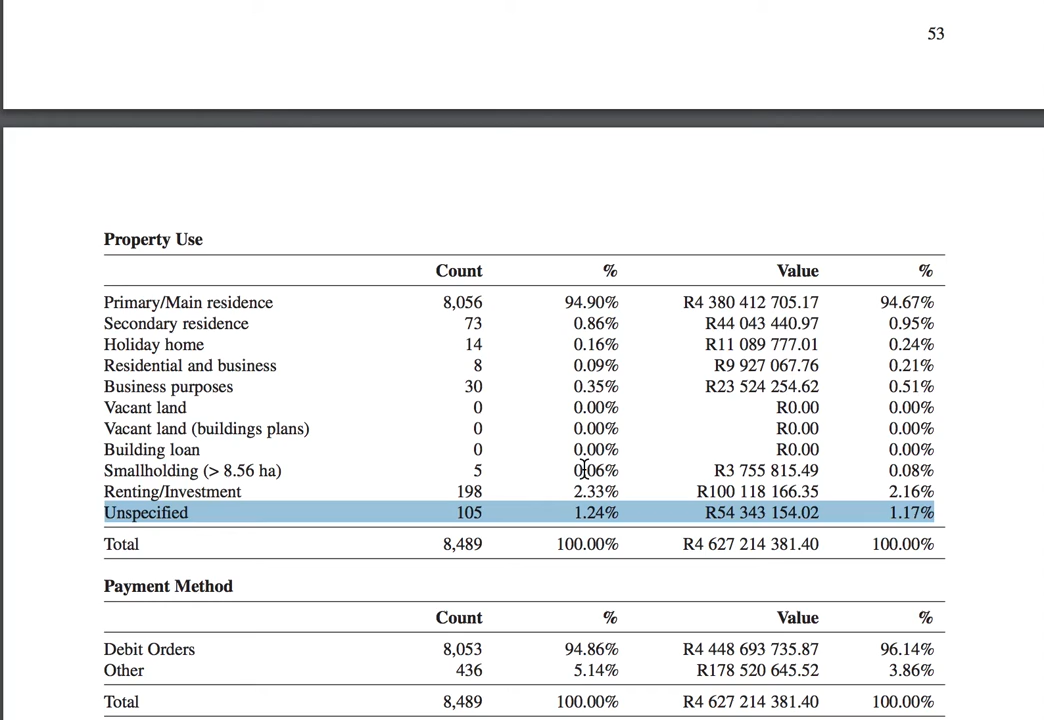 53
Property Use
Count % Value %
Primary/Main residence 8,056 94.90% R4 380 412 705.17 94.67%
Secondary residence 73 0.86% R44 043 440.97 0.95%
Holiday home 14 0.16% R11 089 777.01 0.24%
Residential and business 8 0.09% R9 927 067.76 0.21%
Business purposes 30 0.35% R23 524 254.62 0.51%
Vacant land 0 0.00% R0.00 0.00%
Vacant land (buildings plans) 0 0.00% R0.00 0.00%
Building loan 0 0.00% R0.00 0.00%
Smallholding (> 8.56 ha) 5 0.06% R3 755 815.49 0.08%
Renting/Investment 198 2.33% R100 118 166.35 2.16%
Unspecified 105 1.24% R54 343 154.02 1.17%
Total 8,489 100.00% R4 627 214 381.40 100.00%
Payment Method
Count % Value %
Debit Orders 8,053 94.86% R4 448 693 735.87 96.14%
Other 436 5.14% R178 520 645.52 3.86%
Total 8,489 100.00% R4 627 214 381.40 100.00%